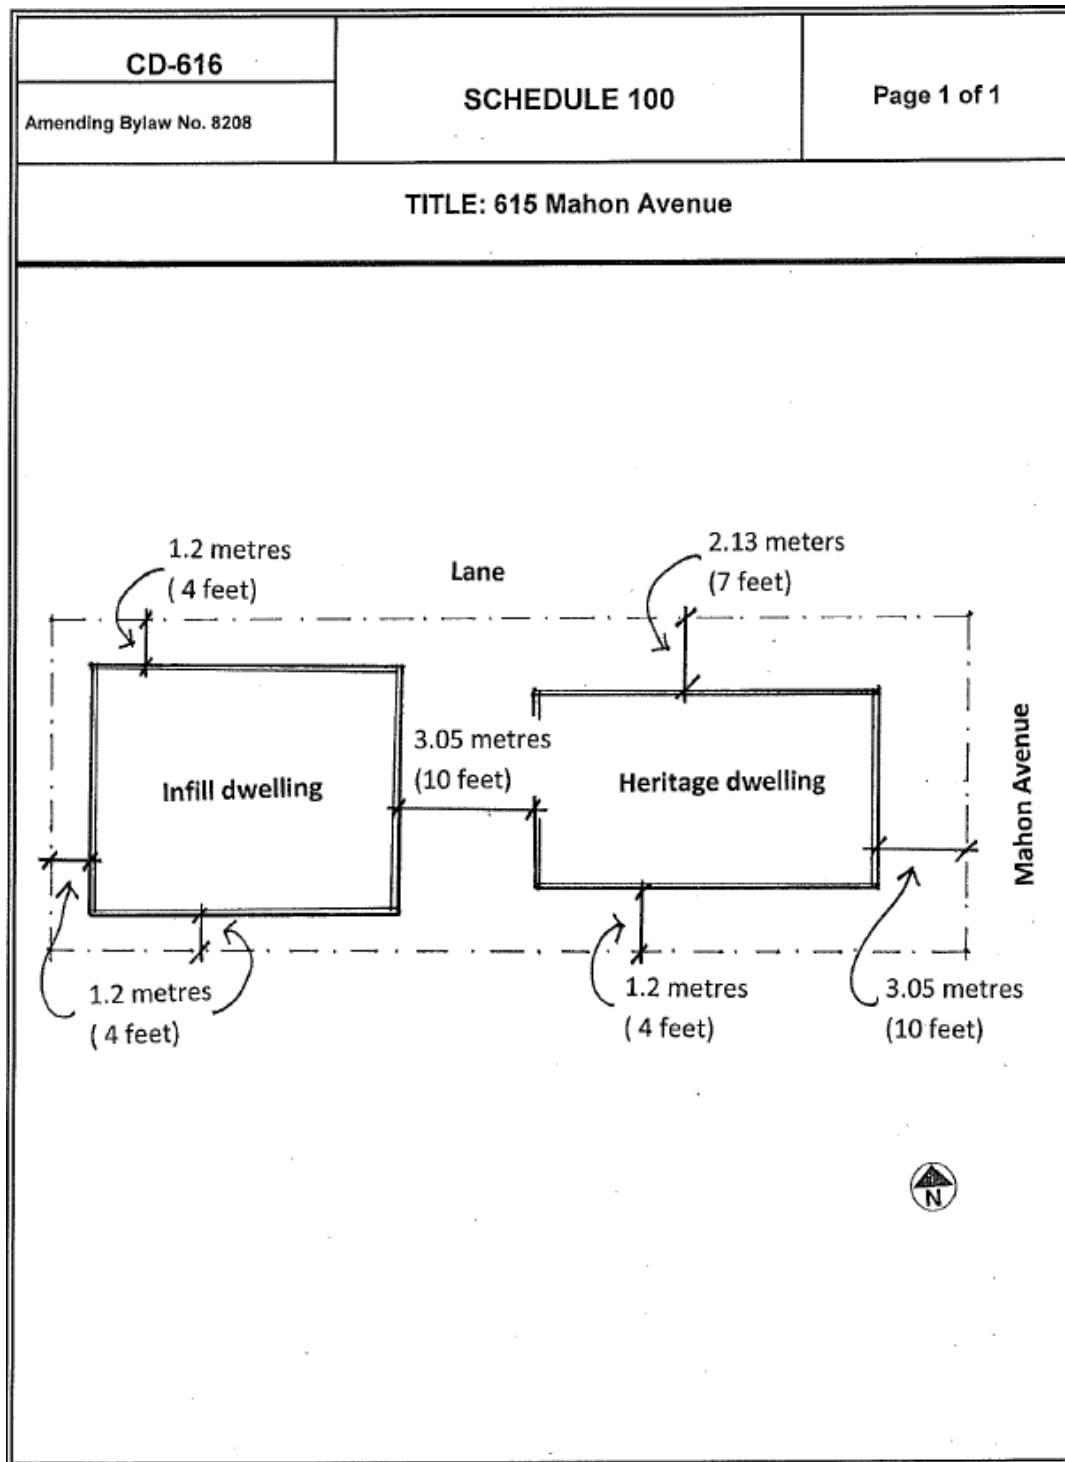 CD-616
Amending Bylaw No. 8208
SCHEDULE 100
Page 1 of 1
TITLE: 615 Mahon Avenue
1.2 metres
( 4 feet)
Lane
2.13 meters
(7 feet)
3.05 metres
(10 feet)
Infill dwelling
Heritage dwelling
Mahon Avenue
1.2 metres
( 4 feet)
1.2 metres
( 4 feet)
3.05 metres
(10 feet)
N